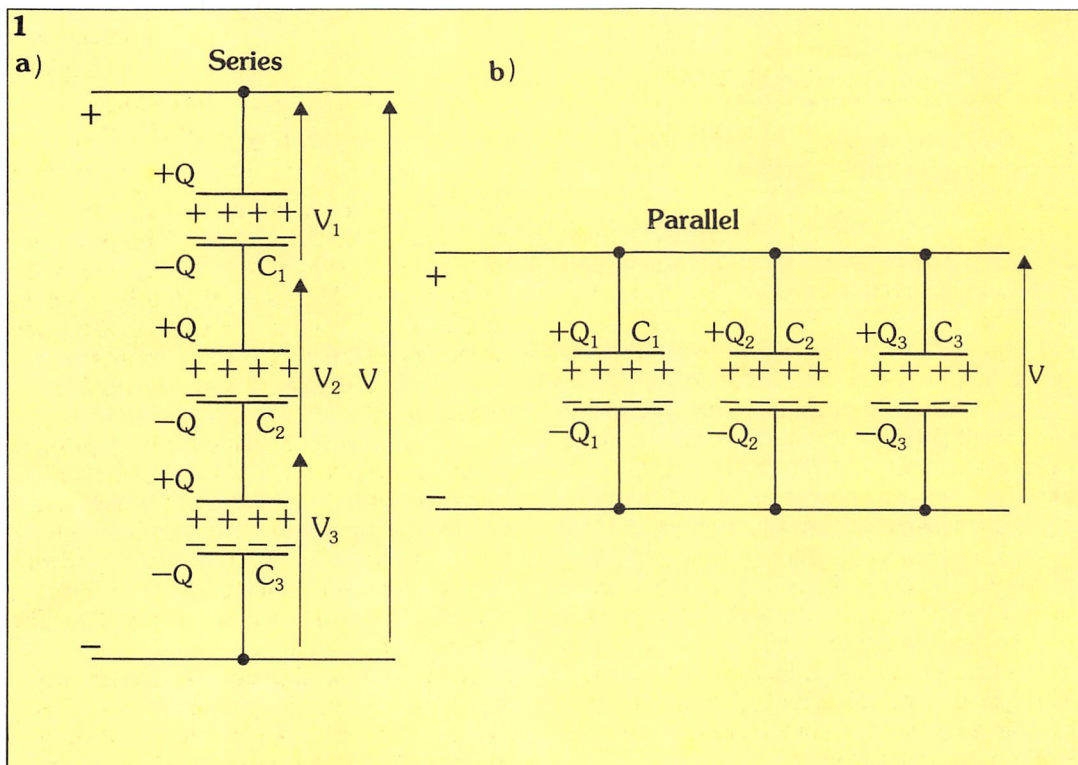 1
a)
Series
+
+Q
+ + + +
V₁
– – – –
−Q
C₁
+Q
+ + + +
V₂
V
– – – –
−Q
C₂
+Q
+ + + +
V₃
– – – –
−Q
C₃
−
b)
Parallel
+
+Q₁ C₁
+Q₂ C₂
+Q₃ C₃
+ + + +
+ + + +
+ + + +
V
– – – –
– – – –
– – – –
−Q₁
−Q₂
−Q₃
−